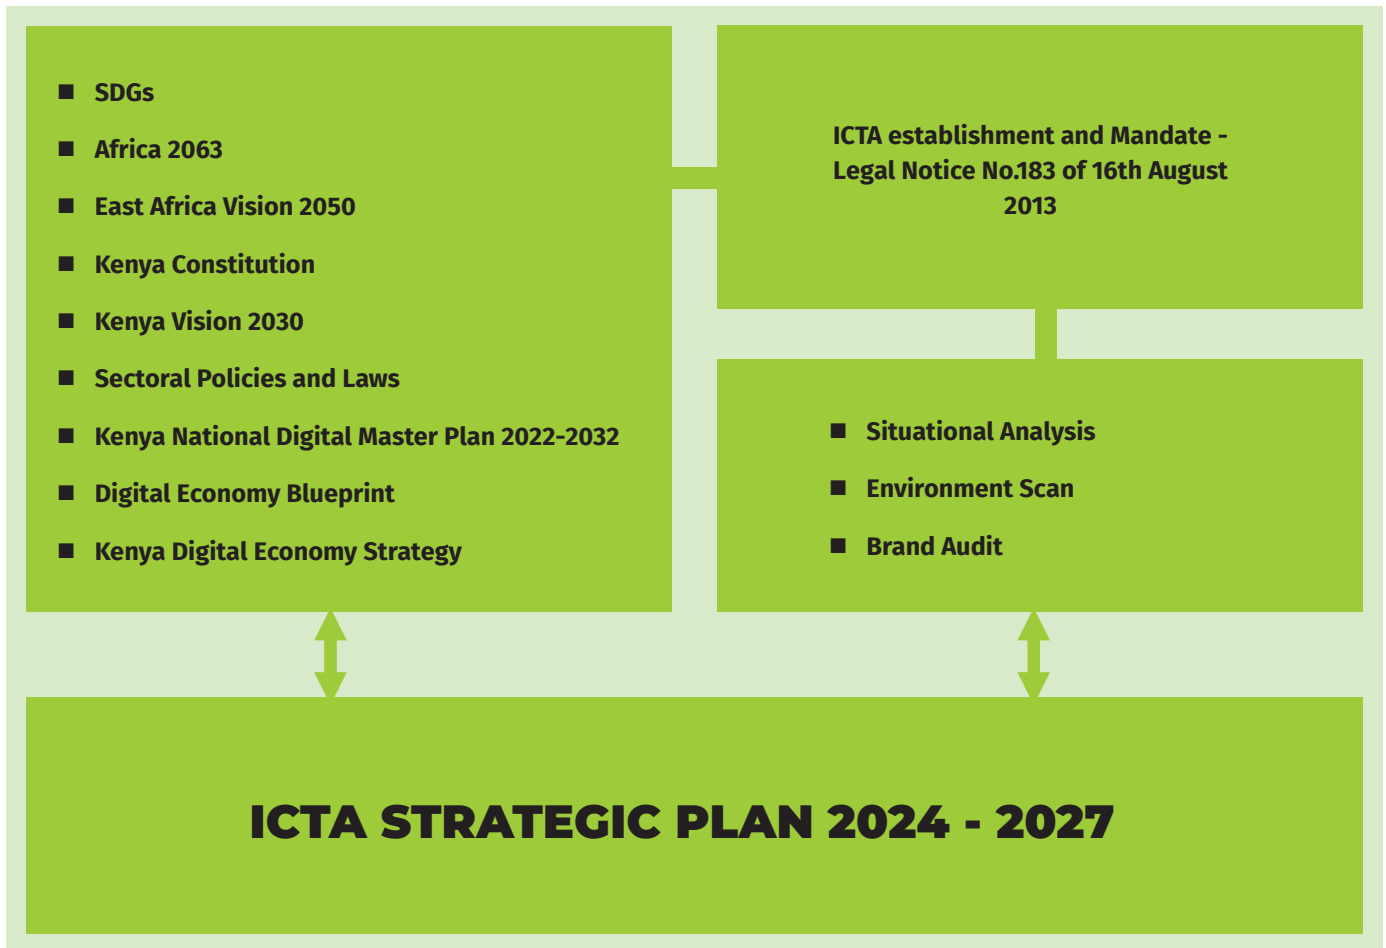 SDGs
Africa 2063
East Africa Vision 2050
Kenya Constitution
Kenya Vision 2030
Sectoral Policies and Laws
Kenya National Digital Master Plan 2022-2032
Digital Economy Blueprint
Kenya Digital Economy Strategy
ICTA establishment and Mandate -
Legal Notice No.183 of 16th August
2013
Situational Analysis
Environment Scan
Brand Audit
ICTA STRATEGIC PLAN 2024 - 2027